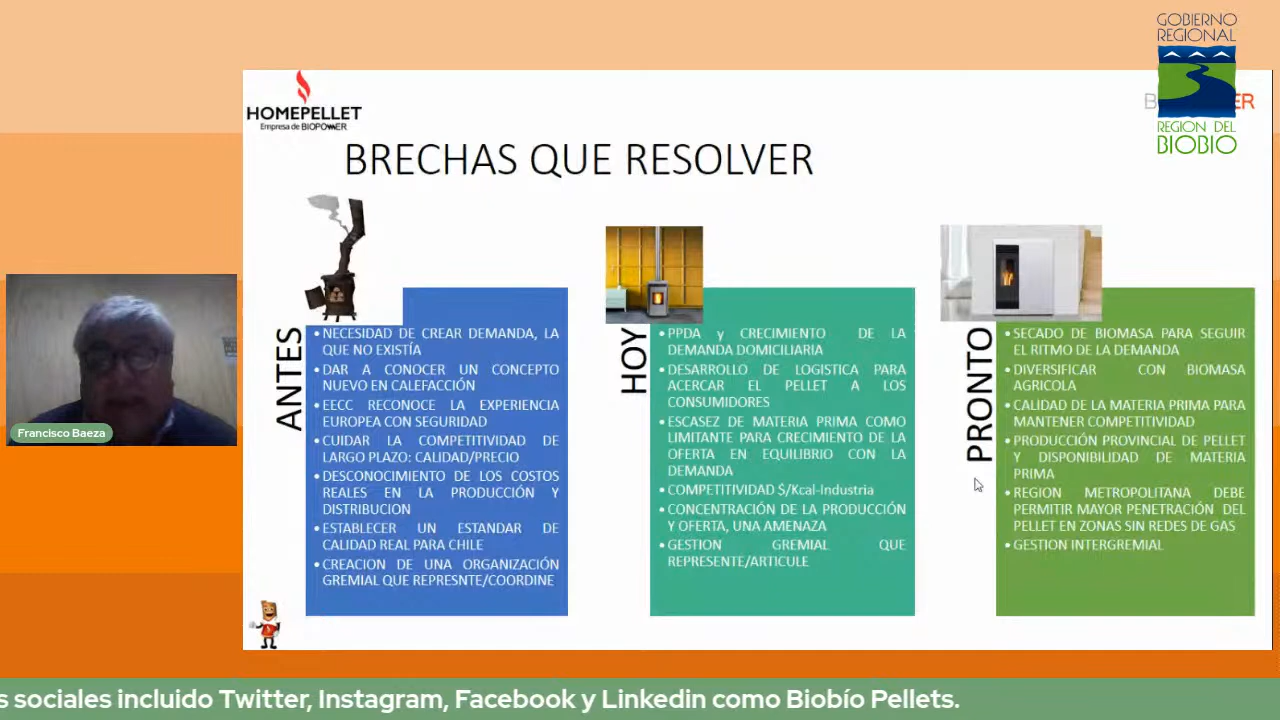 GOBIERNO
REGIONAL
REGION DEL
BIOBIO
HOMEPELLET
Empresa de BIOPOWER
BRECHAS QUE RESOLVER
ANTES
• NECESIDAD DE CREAR DEMANDA, LA
QUE NO EXISTÍA
• DAR A CONOCER UN CONCEPTO
NUEVO EN CALEFACCIÓN
• EECC RECONOCE LA EXPERIENCIA
EUROPEA CON SEGURIDAD
• CUIDAR LA COMPETITIVIDAD DE
LARGO PLAZO: CALIDAD/PRECIO
• DESCONOCIMIENTO DE LOS COSTOS
REALES EN LA PRODUCCIÓN Y
DISTRIBUCION
• ESTABLECER UN ESTANDAR DE
CALIDAD REAL PARA CHILE
• CREACION DE UNA ORGANIZACIÓN
GREMIAL QUE REPRESNTE/COORDINE
HOY
• PPDA y CRECIMIENTO DE LA
DEMANDA DOMICILIARIA
• DESARROLLO DE LOGISTICA PARA
ACERCAR EL PELLET A LOS
CONSUMIDORES
• ESCASEZ DE MATERIA PRIMA COMO
LIMITANTE PARA CRECIMIENTO DE LA
OFERTA EN EQUILIBRIO CON LA
DEMANDA
• COMPETITIVIDAD $/Kcal-Industria
• CONCENTRACIÓN DE LA PRODUCCIÓN
Y OFERTA, UNA AMENAZA
• GESTION GREMIAL QUE
REPRESENTE/ARTICULE
PRONTO
• SECADO DE BIOMASA PARA SEGUIR
EL RITMO DE LA DEMANDA
• DIVERSIFICAR CON BIOMASA
AGRICOLA
• CALIDAD DE LA MATERIA PRIMA PARA
MANTENER COMPETITIVIDAD
• PRODUCCIÓN PROVINCIAL DE PELLET
Y DISPONIBILIDAD DE MATERIA
PRIMA
• REGION METROPOLITANA DEBE
PERMITIR MAYOR PENETRACIÓN DEL
PELLET EN ZONAS SIN REDES DE GAS
• GESTION INTERGREMIAL
Francisco Baeza
s sociales incluido Twitter, Instagram, Facebook y Linkedin como Biobío Pellets.